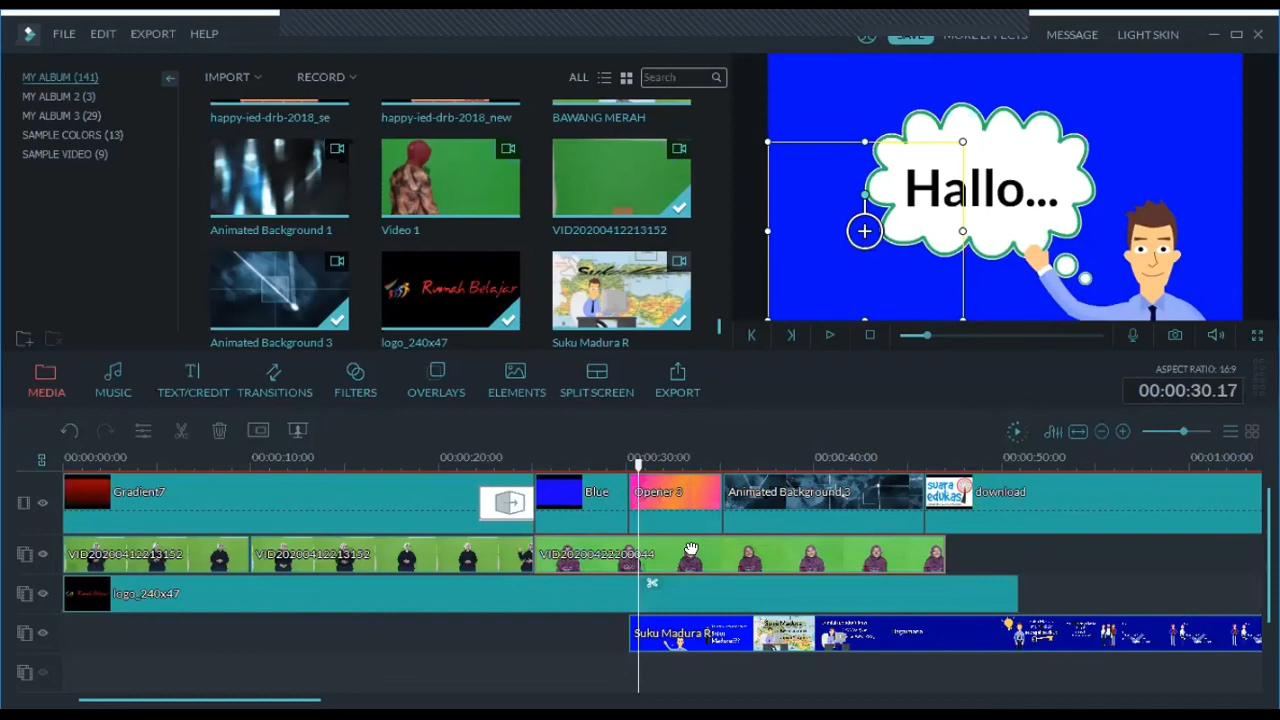 FILE EDIT EXPORT HELP SAVE MORE EFFECTS MESSAGE LIGHT SKIN
MY ALBUM (141)
MY ALBUM 2 (3)
MY ALBUM 3 (29)
SAMPLE COLORS (13)
SAMPLE VIDEO (9)
IMPORT RECORD ALL Search
happy-ied-drb-2018_se happy-ied-drb-2018_new BAWANG MERAH
Animated Background 1 Video 1 VID20200412213152
Rumah Belajar
Animated Background 3 logo_240x47 Suku Madura R
Hallo...
MEDIA MUSIC TEXT/CREDIT TRANSITIONS FILTERS OVERLAYS ELEMENTS SPLIT SCREEN EXPORT
ASPECT RATIO: 16:9
00:00:30.17
00:00:00:00 00:00:10:00 00:00:20:00 00:00:30:00 00:00:40:00 00:00:50:00 00:01:00:00
Gradient7 Blue Opener 3 Animated Background 3 suara edukasi download
VID20200412213152 VID20200412213152 VID20200422200044
logo_240x47
Suku Madura R